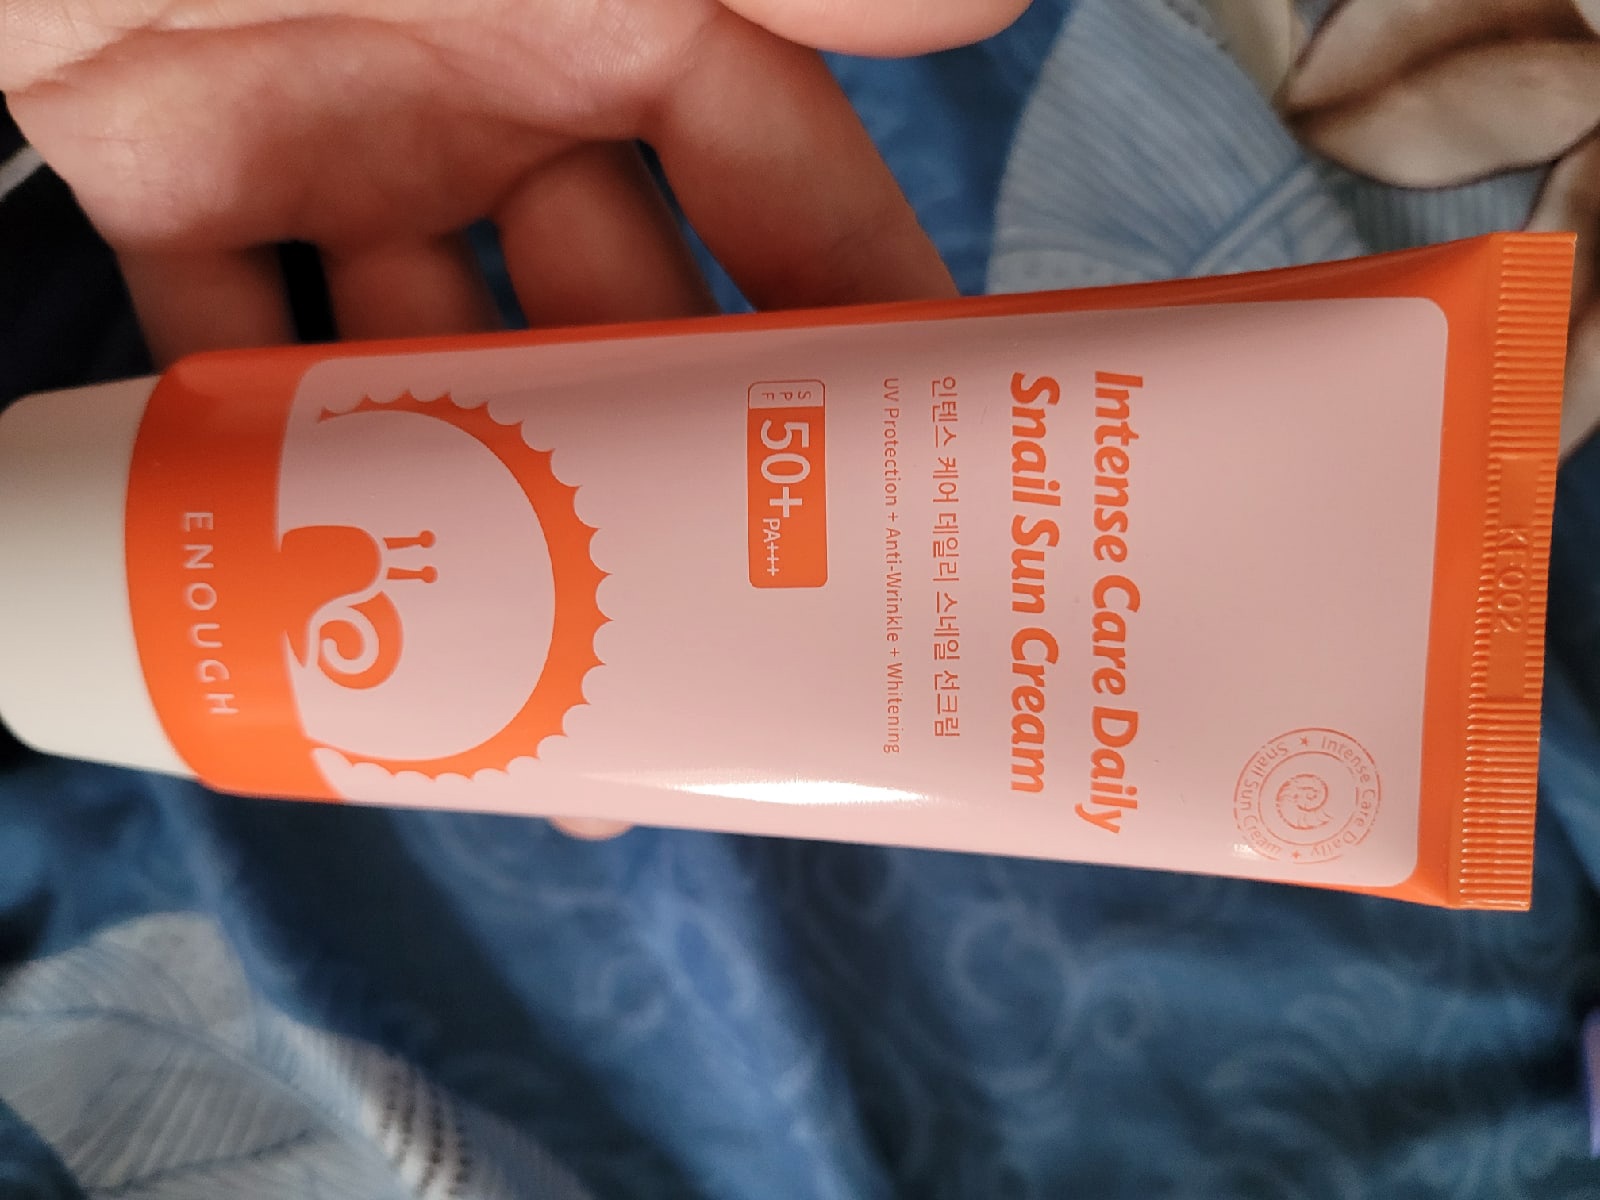 KF002
Intense Care Daily
Snail Sun Cream
인텐스 케어 데일리 스네일 선크림
UV Protection + Anti-Wrinkle + Whitening
SPF 50+ PA+++
ENOUGH
Intense Care Daily ★ Snail Sun Cream ★